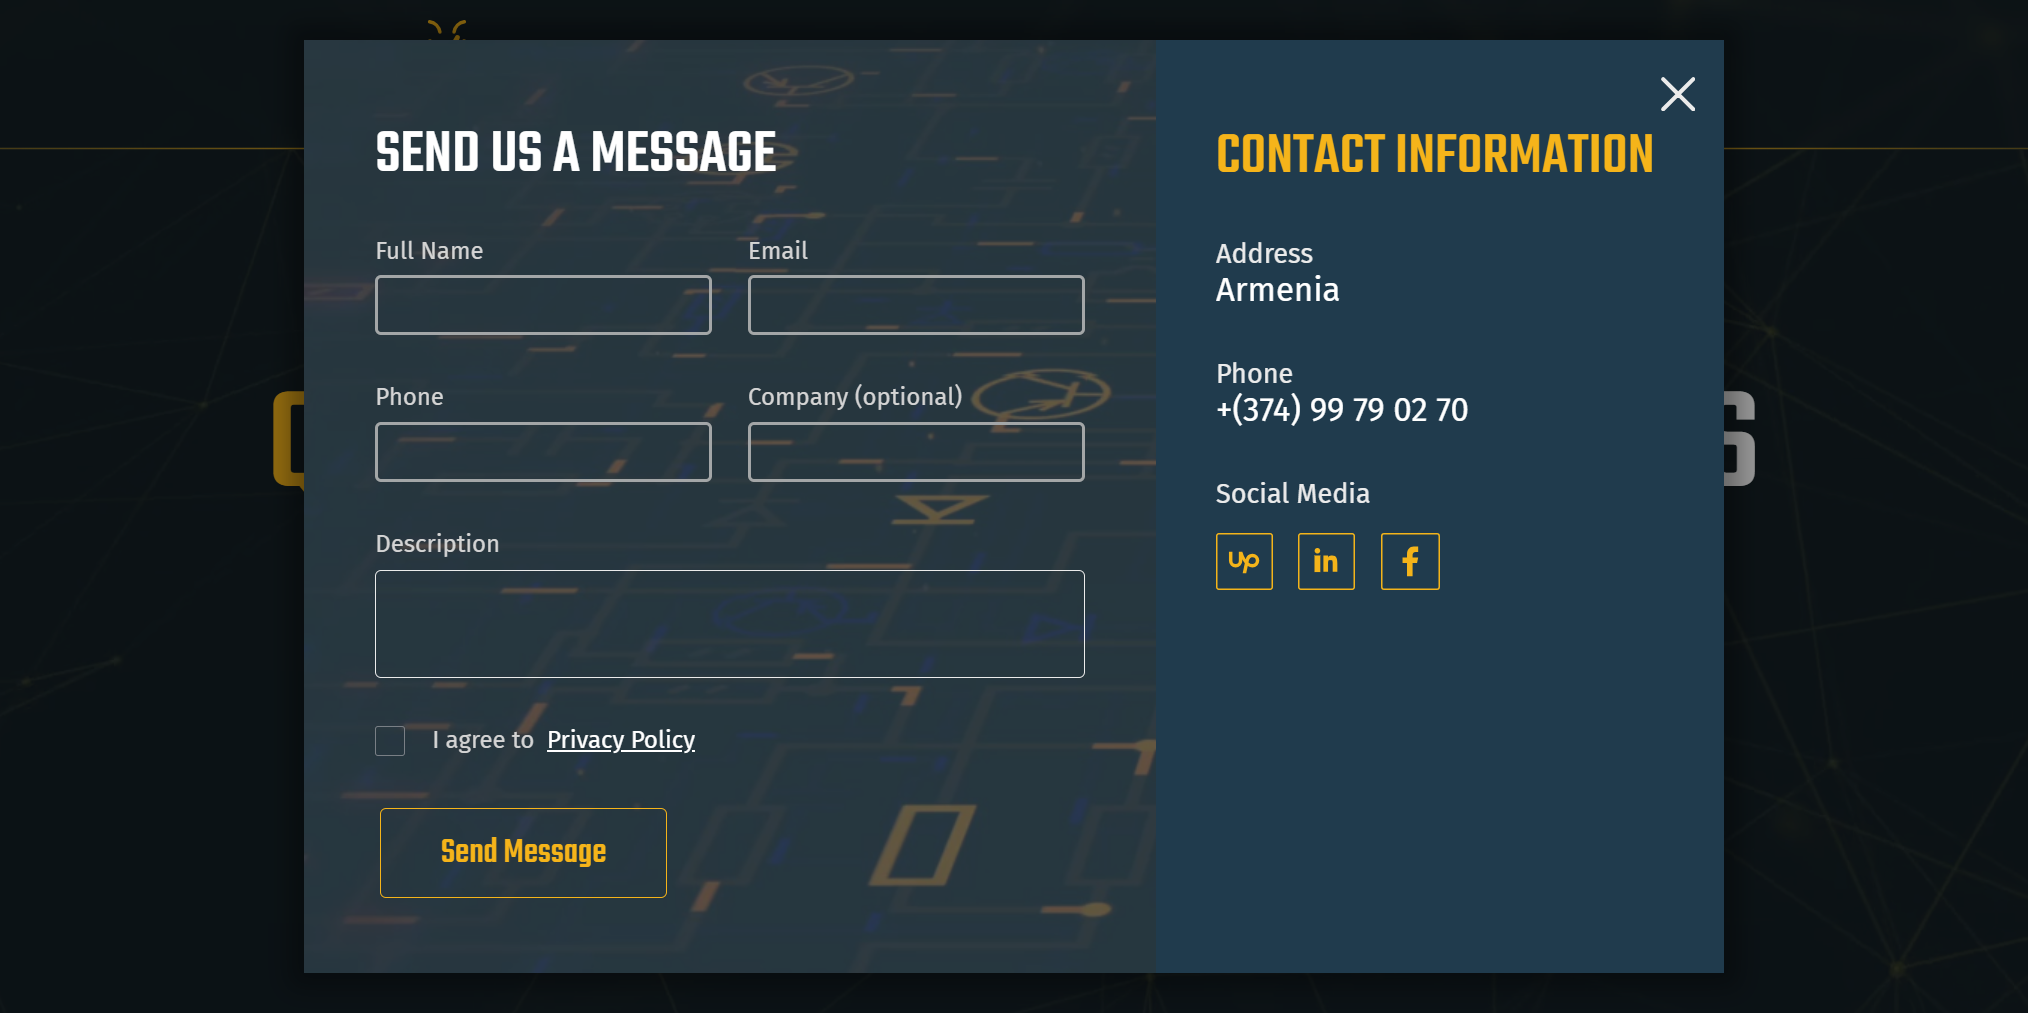 SEND US A MESSAGE
Full Name
Email
Phone
Company (optional)
Description
I agree to Privacy Policy
Send Message
CONTACT INFORMATION
Address
Armenia
Phone
+(374) 99 79 02 70
Social Media
up
in
f